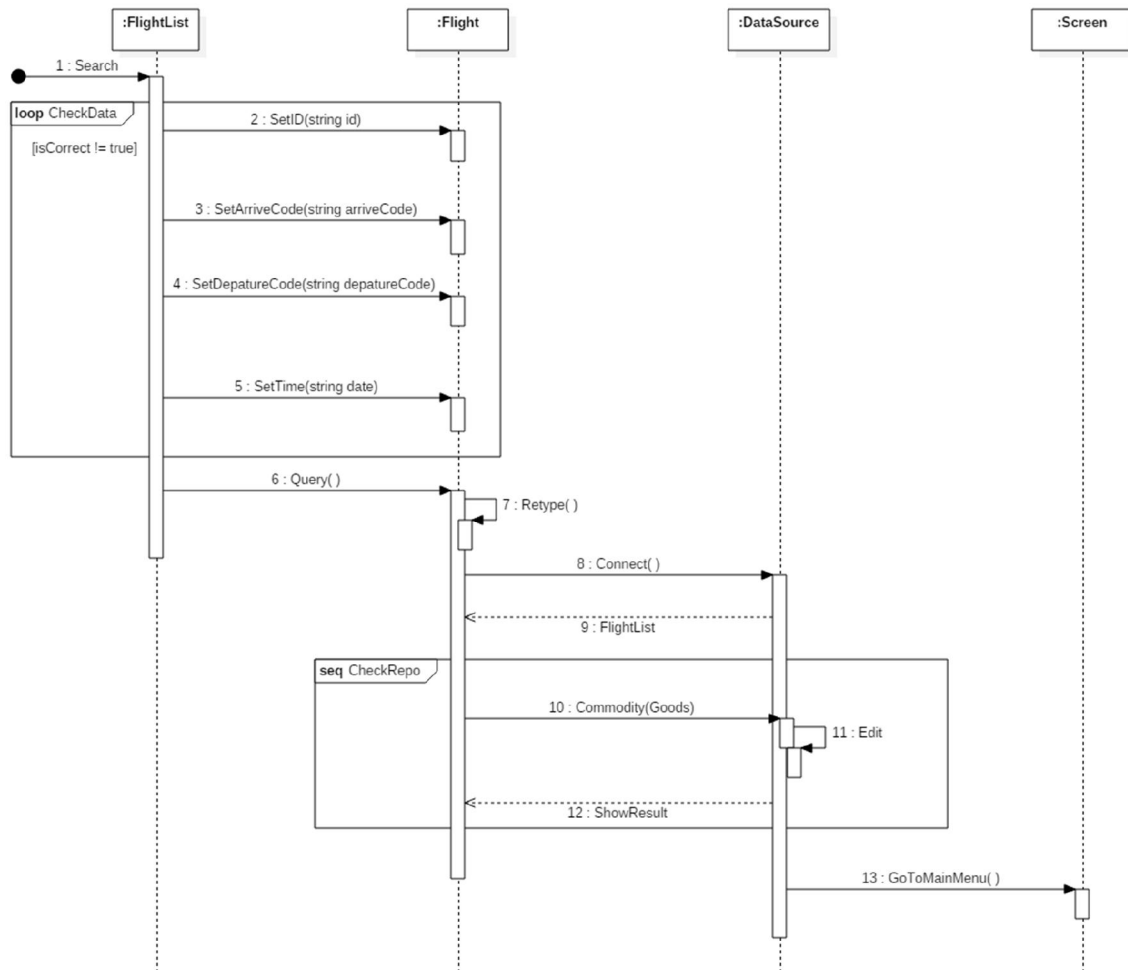 :FlightList
:Flight
:DataSource
:Screen
1 : Search
loop CheckData
2 : SetID(string id)
[isCorrect != true]
3 : SetArriveCode(string arriveCode)
4 : SetDepatureCode(string depatureCode)
5 : SetTime(string date)
6 : Query( )
7 : Retype( )
8 : Connect( )
9 : FlightList
seq CheckRepo
10 : Commodity(Goods)
11 : Edit
12 : ShowResult
13 : GoToMainMenu( )